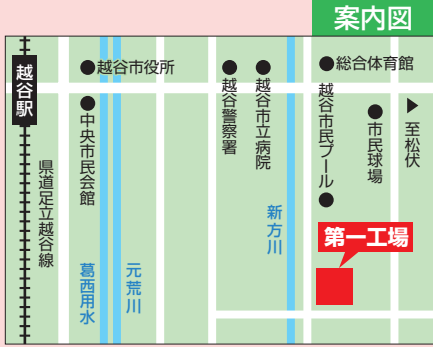 案内図
越谷駅
県道足立越谷線
越谷市役所
中央市民会館
葛西用水
元荒川
越谷警察署
越谷市立病院
新方川
総合体育館
越谷市民プール
市民球場
至松伏
第一工場